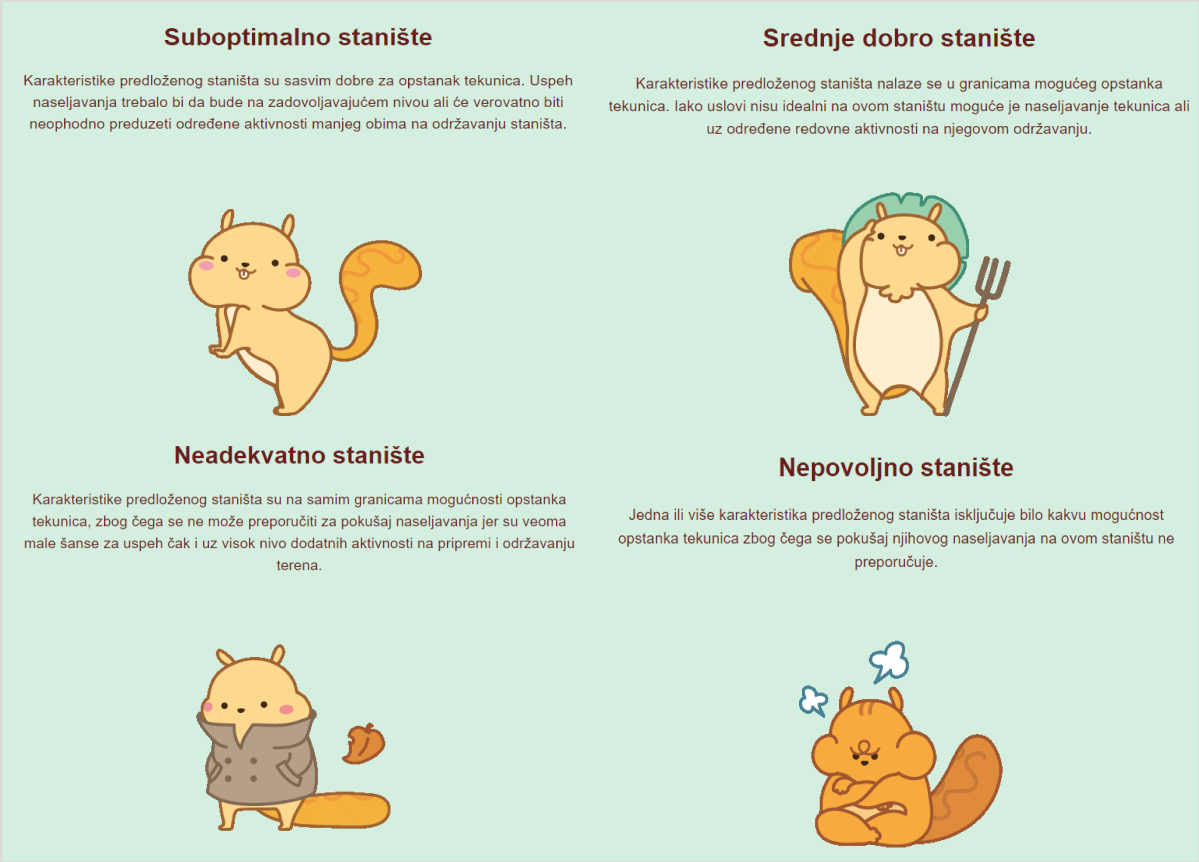 Suboptimalno stanište
Karakteristike predloženog staništa su sasvim dobre za opstanak tekunica. Uspeh
naseljavanja trebalo bi da bude na zadovoljavajućem nivou ali će verovatno biti
neophodno preduzeti određene aktivnosti manjeg obima na održavanju staništa.
Srednje dobro stanište
Karakteristike predloženog staništa nalaze se u granicama mogućeg opstanka
tekunica. Iako uslovi nisu idealni na ovom staništu moguće je naseljavanje tekunica ali
uz određene redovne aktivnosti na njegovom održavanju.
Neadekvatno stanište
Karakteristike predloženog staništa su na samim granicama mogućnosti opstanka
tekunica, zbog čega se ne može preporučiti za pokušaj naseljavanja jer su veoma
male šanse za uspeh čak i uz visok nivo dodatnih aktivnosti na pripremi i održavanju
terena.
Nepovoljno stanište
Jedna ili više karakteristika predloženog staništa isključuje bilo kakvu mogućnost
opstanka tekunica zbog čega se pokušaj njihovog naseljavanja na ovom staništu ne
preporučuje.